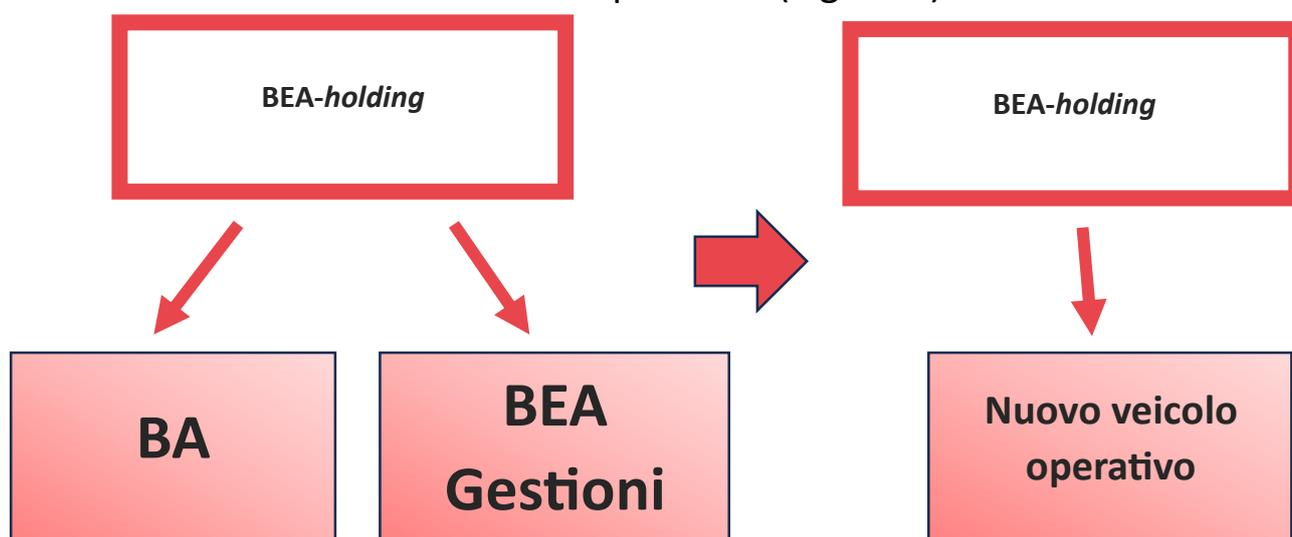 BEA-holding
BEA-holding
BA
BEA
Gestioni
Nuovo veicolo
operativo